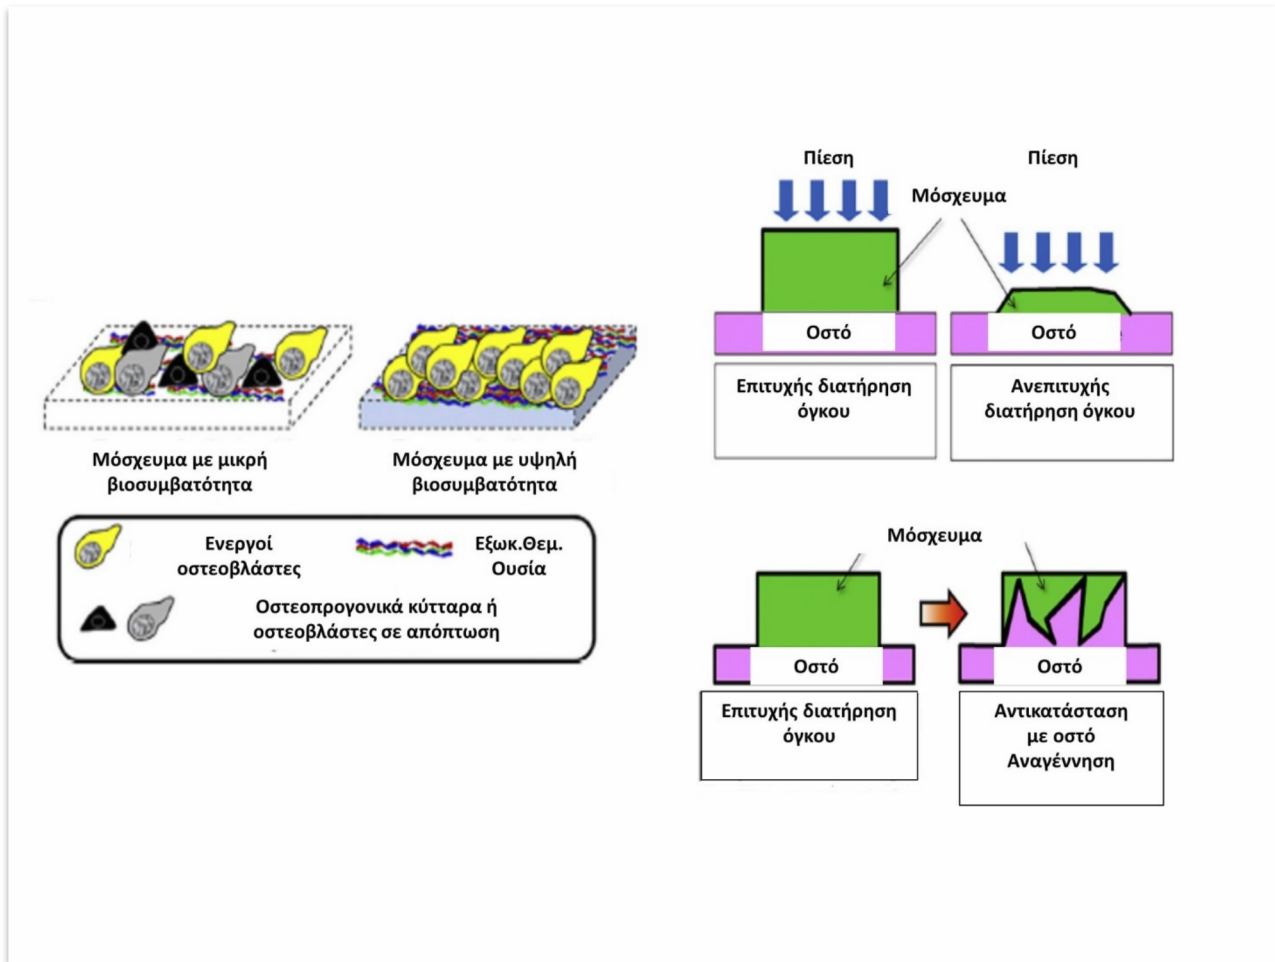 Μόσχευμα με μικρή
βιοσυμβατότητα
Μόσχευμα με υψηλή
βιοσυμβατότητα
Ενεργοί
οστεοβλάστες
Εξωκ.Θεμ.
Ουσία
Οστεοπρογονικά κύτταρα ή
οστεοβλάστες σε απόπτωση
Πίεση
Πίεση
Μόσχευμα
Οστό
Οστό
Επιτυχής διατήρηση
όγκου
Ανεπιτυχής
διατήρηση όγκου
Μόσχευμα
Οστό
Οστό
Επιτυχής διατήρηση
όγκου
Αντικατάσταση
με οστό
Αναγέννηση